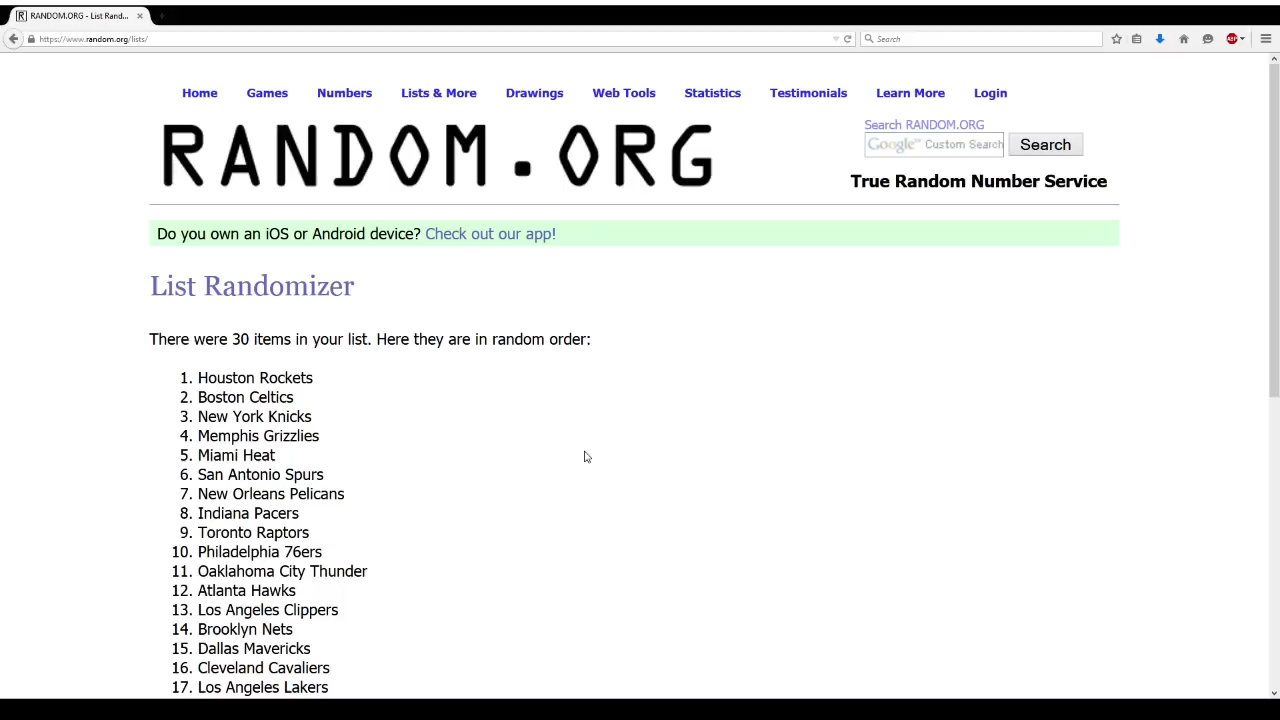 RANDOM.ORG - List Rand...
https://www.random.org/lists/
Search
ABP
Home Games Numbers Lists & More Drawings Web Tools Statistics Testimonials Learn More Login
RANDOM.ORG
Search RANDOM.ORG
Google™ Custom Search
Search
True Random Number Service
Do you own an iOS or Android device? Check out our app!
List Randomizer
There were 30 items in your list. Here they are in random order:
1. Houston Rockets
2. Boston Celtics
3. New York Knicks
4. Memphis Grizzlies
5. Miami Heat
6. San Antonio Spurs
7. New Orleans Pelicans
8. Indiana Pacers
9. Toronto Raptors
10. Philadelphia 76ers
11. Oaklahoma City Thunder
12. Atlanta Hawks
13. Los Angeles Clippers
14. Brooklyn Nets
15. Dallas Mavericks
16. Cleveland Cavaliers
17. Los Angeles Lakers